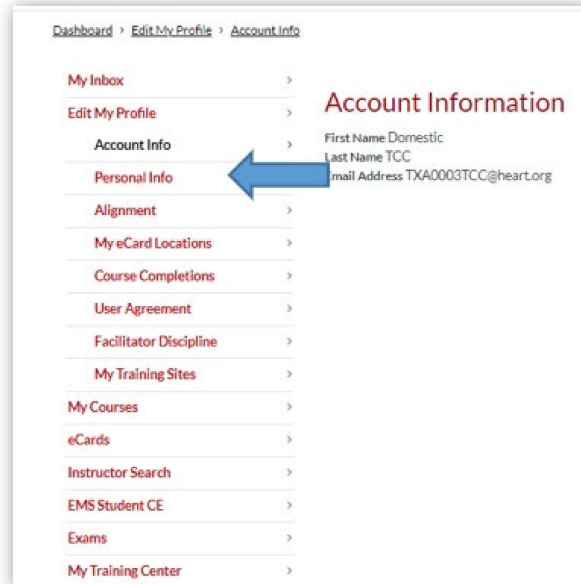 Dashboard > Edit My Profile > Account Info
My Inbox
Edit My Profile
Account Info
Personal Info
Alignment
My eCard Locations
Course Completions
User Agreement
Facilitator Discipline
My Training Sites
My Courses
eCards
Instructor Search
EMS Student CE
Exams
My Training Center
Account Information
First Name Domestic
Last Name TCC
Email Address TXA0003TCC@heart.org